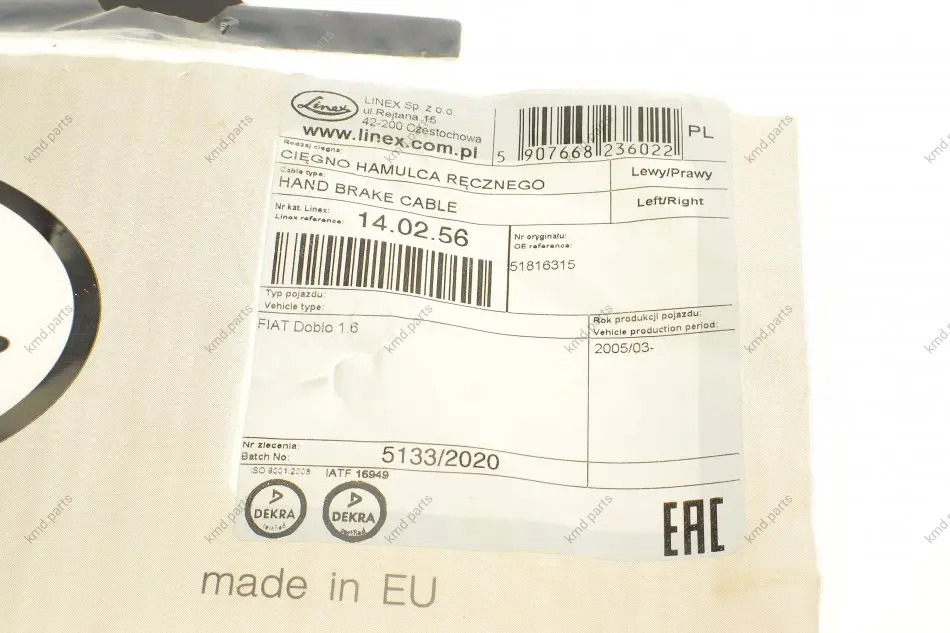 Linex
LINEX Sp. z o.o
ul.Rejtana 16
42-200 Częstochowa
www.linex.com.pl
5 907668 236022
PL
Rodzaj cięgna:
CIĘGNO HAMULCA RĘCZNEGO
Lewy/Prawy
Cable type:
HAND BRAKE CABLE
Left/Right
Nr kat. Linex:
Linex reference:
14.02.56
Nr oryginału:
OE reference:
51816315
Typ pojazdu:
Vehicle type:
FIAT Doblo 1.6
Rok produkcji pojazdu:
Vehicle production period:
2005/03-
Nr zlecenia:
Batch No:
5133/2020
ISO 9001:2008
IATF 16949
DEKRA
certified
DEKRA
certified
EAC
made in EU
kmd.parts